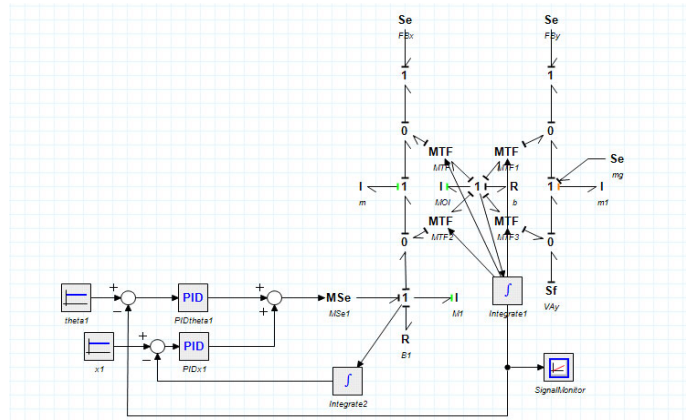 Se
Se
FBx
FBy
1
1
0
0
MTF
MTF
MTF1
Se
mg
I
1
I
1
R
1
I
m
MOI
b
m1
MTF
MTF
MTF2
MTF3
0
0
Sf
VAy
∫
Integrate1
+
−
PID
+
+
MSe
1
I
theta1
PIDtheta1
MSe1
M1
+
−
PID
R
x1
PIDx1
B1
∫
Integrate2
SignalMonitor